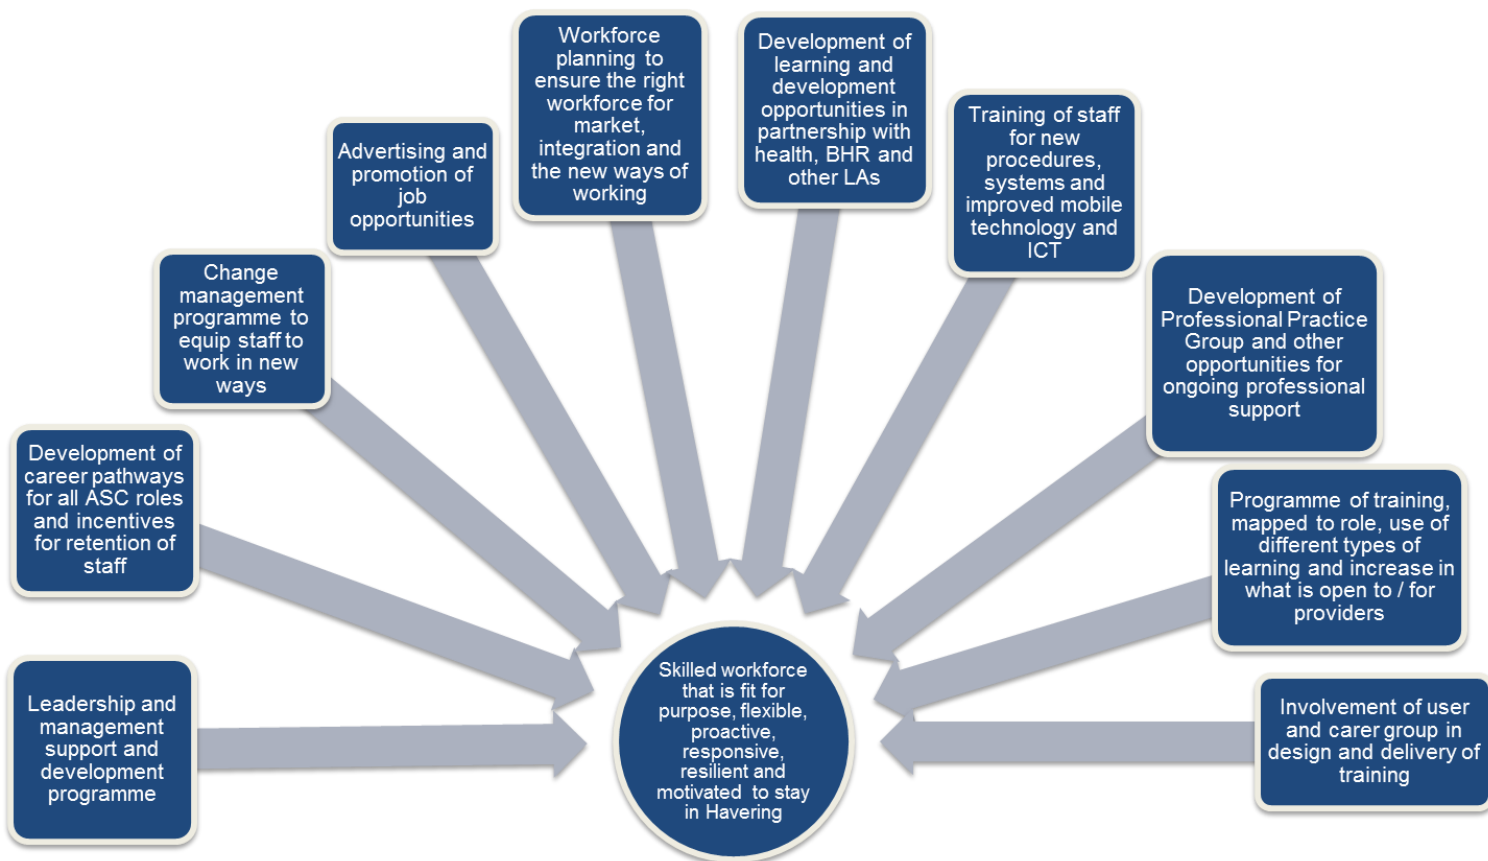 Workforce
planning to
ensure the right
workforce for
market,
integration and
the new ways of
working
Development of
learning and
development
opportunities in
partnership with
health, BHR and
other LAs
Training of staff
for new
procedures,
systems and
improved mobile
technology and
ICT
Advertising and
promotion of
job
opportunities
Change
management
programme to
equip staff to
work in new
ways
Development of
Professional Practice
Group and other
opportunities for
ongoing professional
support
Development of
career pathways
for all ASC roles
and incentives
for retention of
staff
Programme of training,
mapped to role, use of
different types of
learning and increase in
what is open to / for
providers
Leadership and
management
support and
development
programme
Skilled workforce
that is fit for
purpose, flexible,
proactive,
responsive,
resilient and
motivated to stay
in Havering
Involvement of user
and carer group in
design and delivery of
training